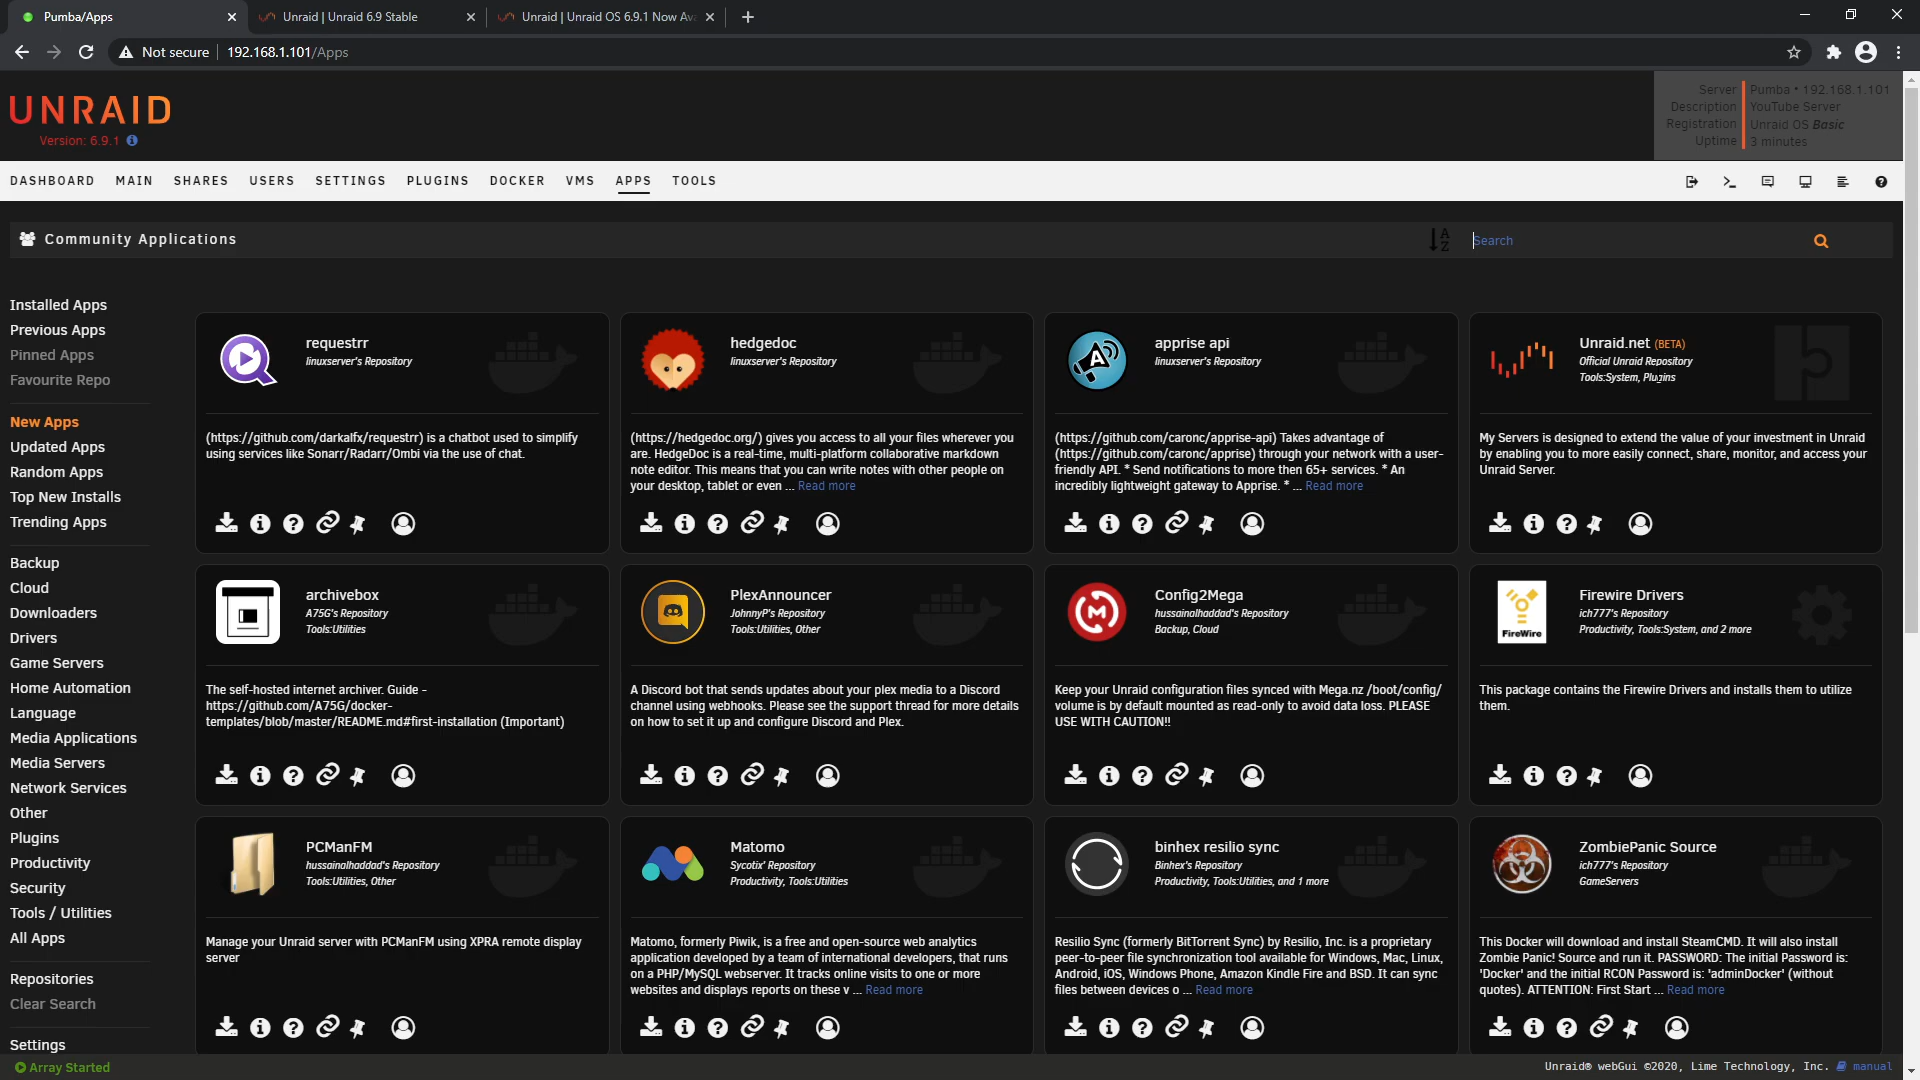 Pumba/Apps
Unraid | Unraid 6.9 Stable
Unraid | Unraid OS 6.9.1 Now Av
Not secure
192.168.1.101/Apps
UNRAID
Version: 6.9.1
Server
Pumba • 192.168.1.101
Description
YouTube Server
Registration
Unraid OS Basic
Uptime
3 minutes
DASHBOARD MAIN SHARES USERS SETTINGS PLUGINS DOCKER VMS APPS TOOLS
Community Applications
Search
Installed Apps
Previous Apps
Pinned Apps
Favourite Repo
New Apps
Updated Apps
Random Apps
Top New Installs
Trending Apps
Backup
Cloud
Downloaders
Drivers
Game Servers
Home Automation
Language
Media Applications
Media Servers
Network Services
Other
Plugins
Productivity
Security
Tools / Utilities
All Apps
Repositories
Clear Search
Settings
requestrr
linuxserver's Repository
(https://github.com/darkalfx/requestrr) is a chatbot used to simplify
using services like Sonarr/Radarr/Ombi via the use of chat.
hedgedoc
linuxserver's Repository
(https://hedgedoc.org/) gives you access to all your files wherever you
are. HedgeDoc is a real-time, multi-platform collaborative markdown
note editor. This means that you can write notes with other people on
your desktop, tablet or even ... Read more
apprise api
linuxserver's Repository
(https://github.com/caronc/apprise-api) Takes advantage of
(https://github.com/caronc/apprise) through your network with a user-
friendly API. * Send notifications to more then 65+ services. * An
incredibly lightweight gateway to Apprise. * ... Read more
Unraid.net (BETA)
Official Unraid Repository
Tools:System, Plugins
My Servers is designed to extend the value of your investment in Unraid
by enabling you to more easily connect, share, monitor, and access your
Unraid Server.
archivebox
A75G's Repository
Tools:Utilities
The self-hosted internet archiver. Guide -
https://github.com/A75G/docker-
templates/blob/master/README.md#first-installation (Important)
PlexAnnouncer
JohnnyP's Repository
Tools:Utilities, Other
A Discord bot that sends updates about your plex media to a Discord
channel using webhooks. Please see the support thread for more details
on how to set it up and configure Discord and Plex.
Config2Mega
hussainalhaddad's Repository
Backup, Cloud
Keep your Unraid configuration files synced with Mega.nz /boot/config/
volume is by default mounted as read-only to avoid data loss. PLEASE
USE WITH CAUTION!!
FireWire
Firewire Drivers
ich777's Repository
Productivity, Tools:System, and 2 more
This package contains the Firewire Drivers and installs them to utilize
them.
PCManFM
hussainalhaddad's Repository
Tools:Utilities, Other
Manage your Unraid server with PCManFM using XPRA remote display
server
Matomo
Sycotix' Repository
Productivity, Tools:Utilities
Matomo, formerly Piwik, is a free and open-source web analytics
application developed by a team of international developers, that runs
on a PHP/MySQL webserver. It tracks online visits to one or more
websites and displays reports on these v ... Read more
binhex resilio sync
Binhex's Repository
Productivity, Tools:Utilities, and 1 more
Resilio Sync (formerly BitTorrent Sync) by Resilio, Inc. is a proprietary
peer-to-peer file synchronization tool available for Windows, Mac, Linux,
Android, iOS, Windows Phone, Amazon Kindle Fire and BSD. It can sync
files between devices o ... Read more
ZombiePanic Source
ich777's Repository
GameServers
This Docker will download and install SteamCMD. It will also install
Zombie Panic! Source and run it. PASSWORD: The initial Password is:
'Docker' and the initial RCON Password is: 'adminDocker' (without
quotes). ATTENTION: First Start ... Read more
Array Started
Unraid® webGui ©2020, Lime Technology, Inc. manual